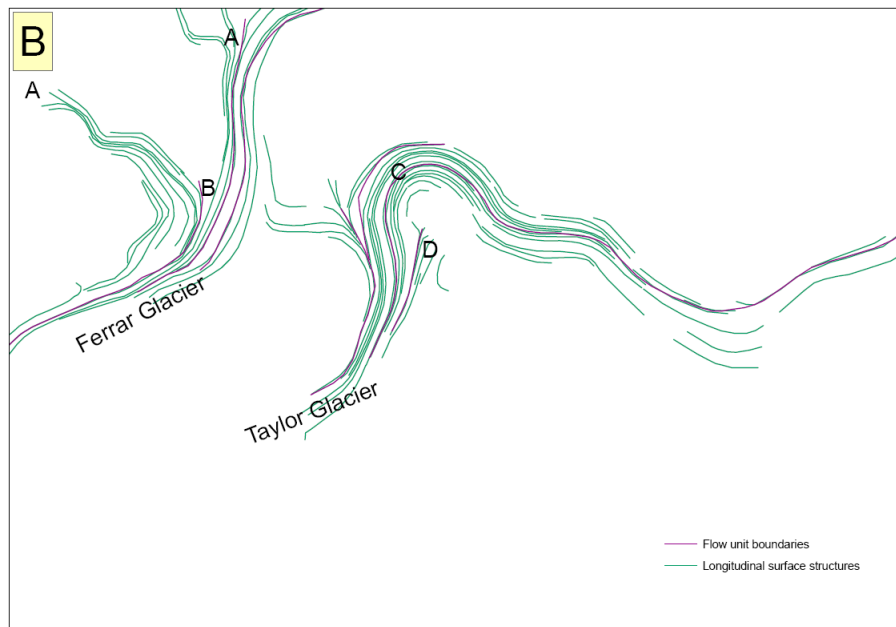 B
A
A
B
C
D
Ferrar Glacier
Taylor Glacier
Flow unit boundaries
Longitudinal surface structures